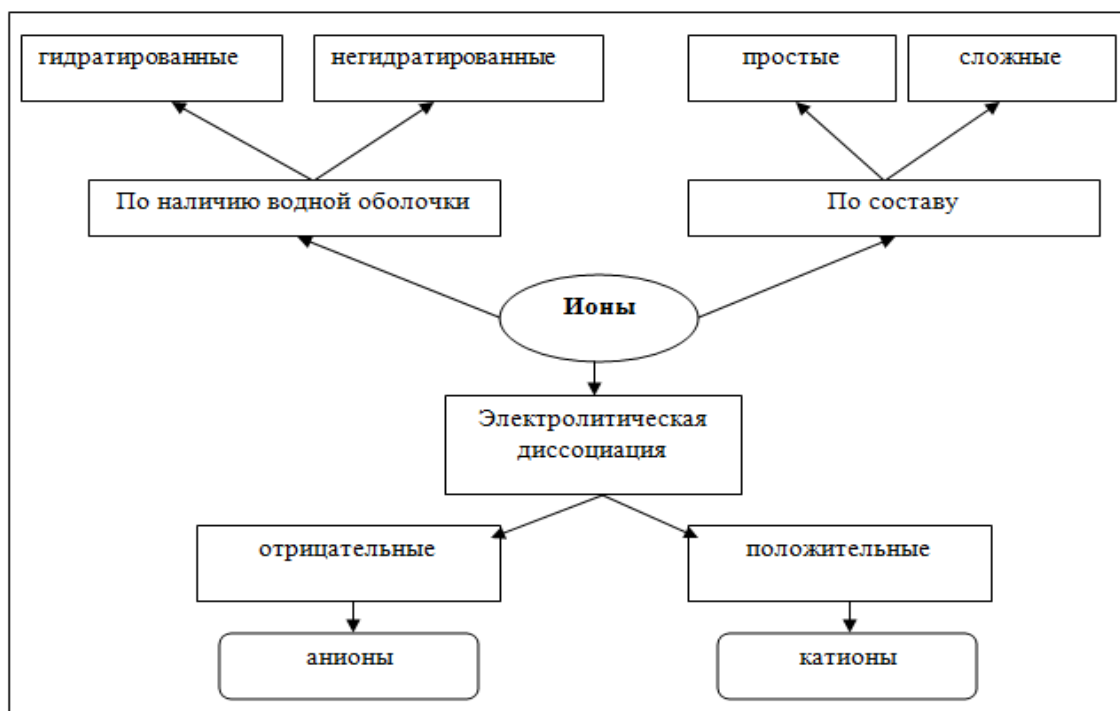 гидратированные
негидратированные
простые
сложные
По наличию водной оболочки
По составу
Ионы
Электролитическая
диссоциация
отрицательные
положительные
анионы
катионы